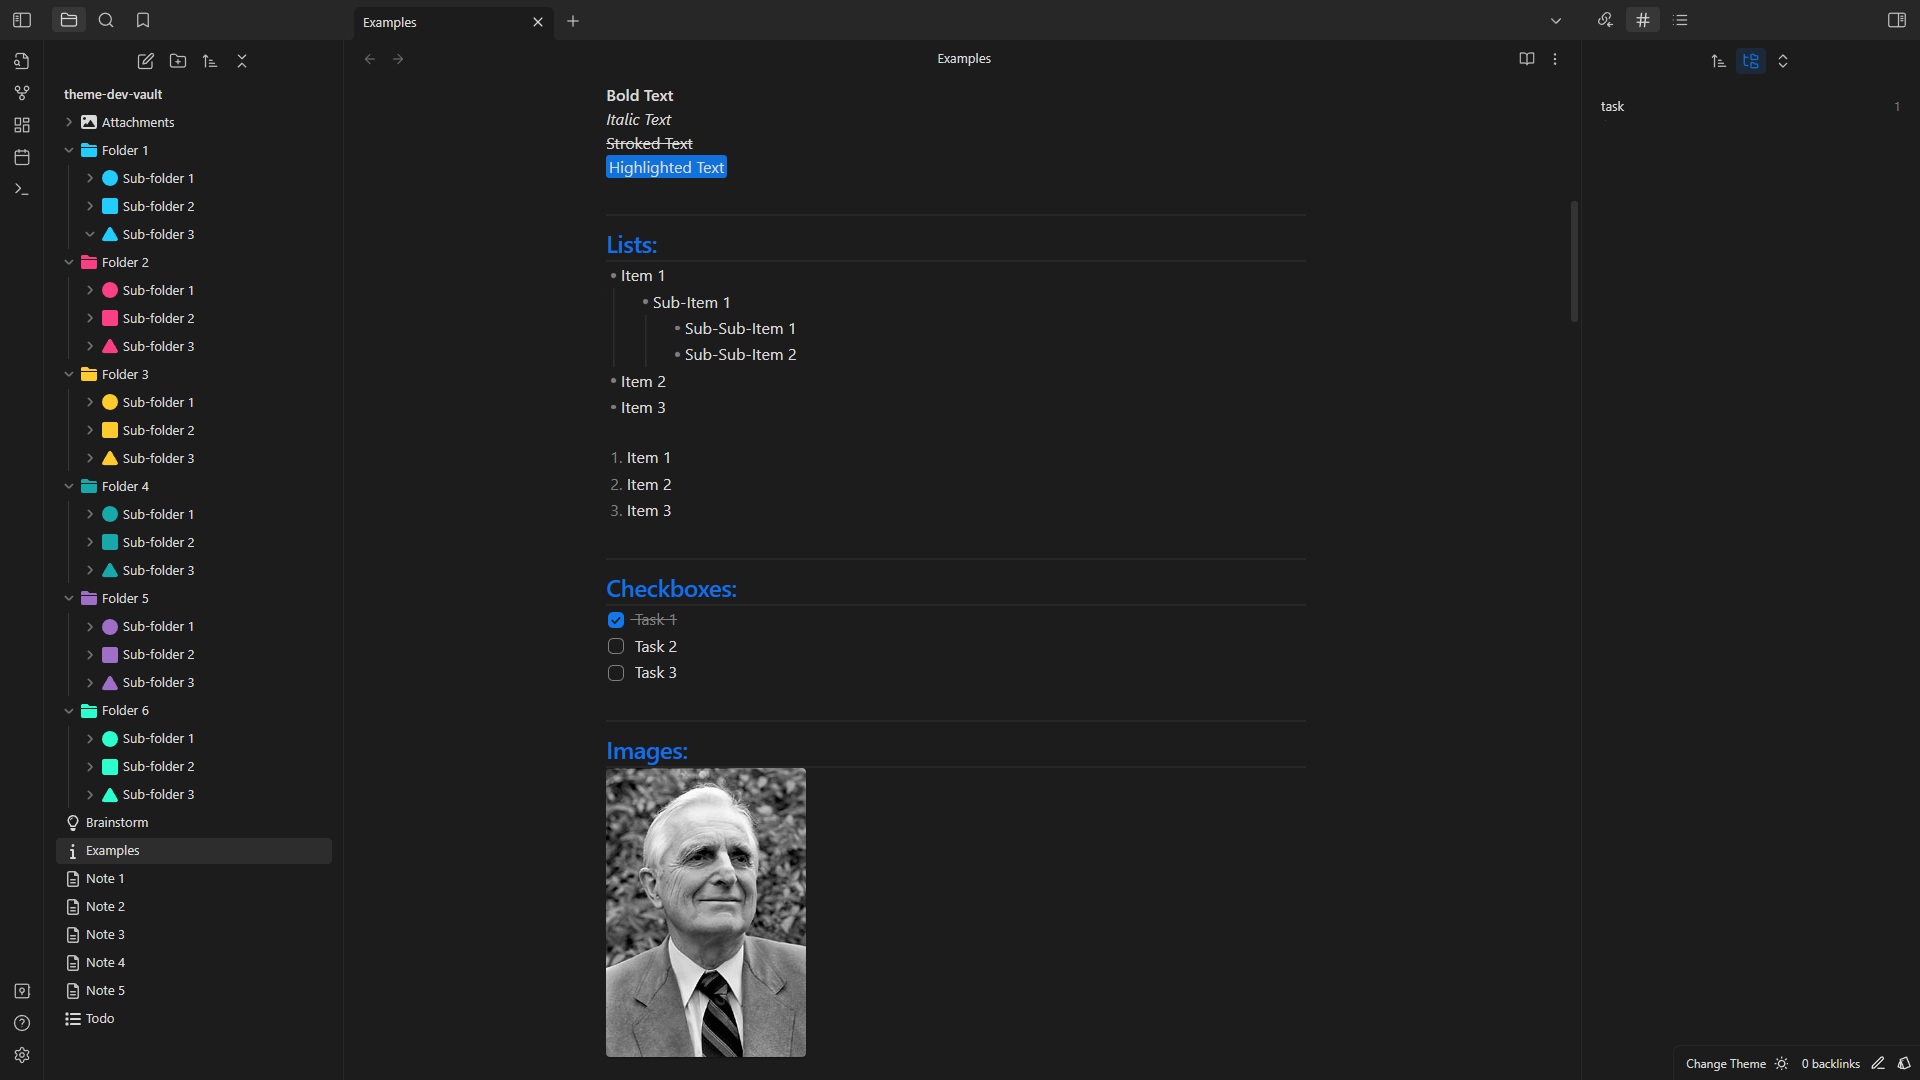 Examples
theme-dev-vault
Attachments
Folder 1
Sub-folder 1
Sub-folder 2
Sub-folder 3
Folder 2
Sub-folder 1
Sub-folder 2
Sub-folder 3
Folder 3
Sub-folder 1
Sub-folder 2
Sub-folder 3
Folder 4
Sub-folder 1
Sub-folder 2
Sub-folder 3
Folder 5
Sub-folder 1
Sub-folder 2
Sub-folder 3
Folder 6
Sub-folder 1
Sub-folder 2
Sub-folder 3
Brainstorm
Examples
Note 1
Note 2
Note 3
Note 4
Note 5
Todo
Examples
Bold Text
Italic Text
Stroked Text
Highlighted Text
Lists:
Item 1
Sub-Item 1
Sub-Sub-Item 1
Sub-Sub-Item 2
Item 2
Item 3
1. Item 1
2. Item 2
3. Item 3
Checkboxes:
Task 1
Task 2
Task 3
Images:
task 1
Change Theme 0 backlinks